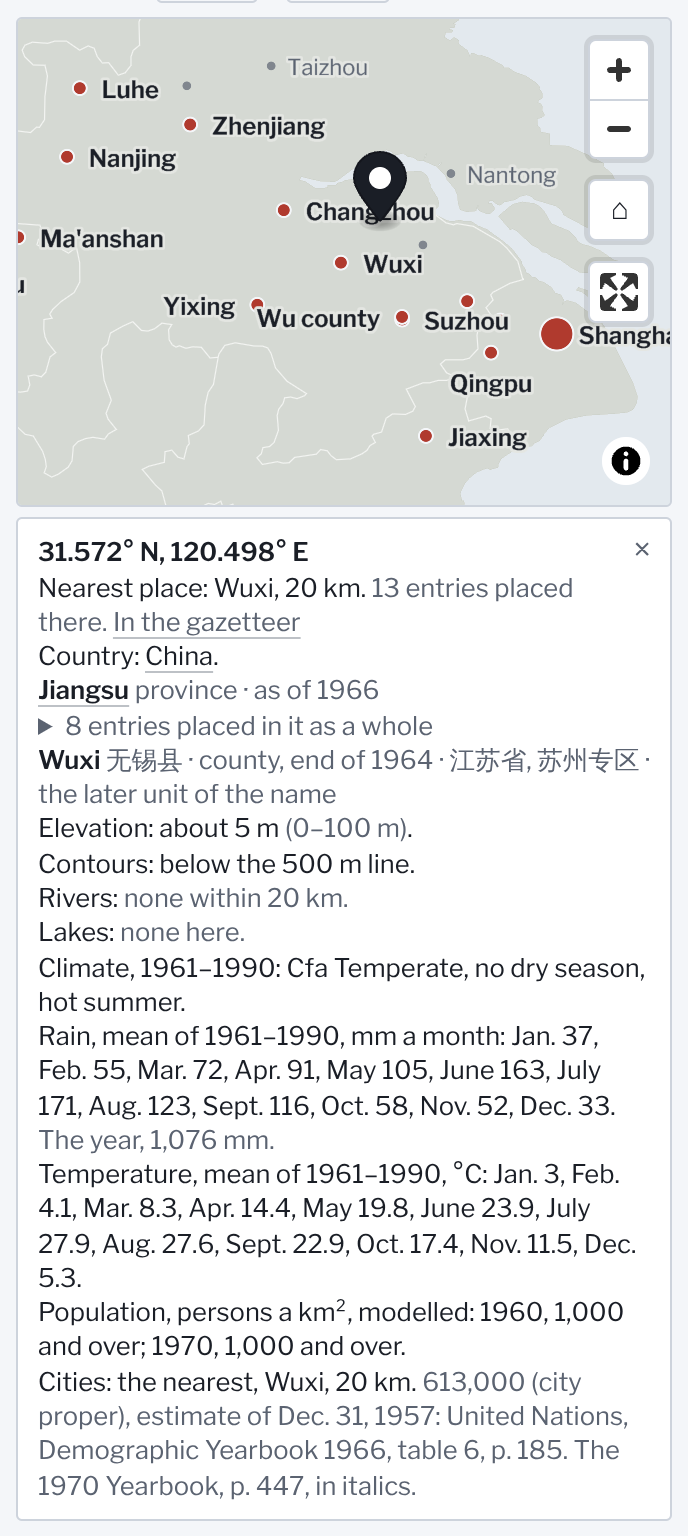 Taizhou
Luhe
Zhenjiang
Nanjing
Nantong
Changzhou
Ma'anshan
Wuxi
u
Yixing
Wu county
Suzhou
Shangha
Qingpu
Jiaxing
31.572° N, 120.498° E ×
Nearest place: Wuxi, 20 km. 13 entries placed
there. In the gazetteer
Country: China.
Jiangsu province · as of 1966
▶ 8 entries placed in it as a whole
Wuxi 无锡县 · county, end of 1964 · 江苏省, 苏州专区 ·
the later unit of the name
Elevation: about 5 m (0–100 m).
Contours: below the 500 m line.
Rivers: none within 20 km.
Lakes: none here.
Climate, 1961–1990: Cfa Temperate, no dry season,
hot summer.
Rain, mean of 1961–1990, mm a month: Jan. 37,
Feb. 55, Mar. 72, Apr. 91, May 105, June 163, July
171, Aug. 123, Sept. 116, Oct. 58, Nov. 52, Dec. 33.
The year, 1,076 mm.
Temperature, mean of 1961–1990, °C: Jan. 3, Feb.
4.1, Mar. 8.3, Apr. 14.4, May 19.8, June 23.9, July
27.9, Aug. 27.6, Sept. 22.9, Oct. 17.4, Nov. 11.5, Dec.
5.3.
Population, persons a km², modelled: 1960, 1,000
and over; 1970, 1,000 and over.
Cities: the nearest, Wuxi, 20 km. 613,000 (city
proper), estimate of Dec. 31, 1957: United Nations,
Demographic Yearbook 1966, table 6, p. 185. The
1970 Yearbook, p. 447, in italics.